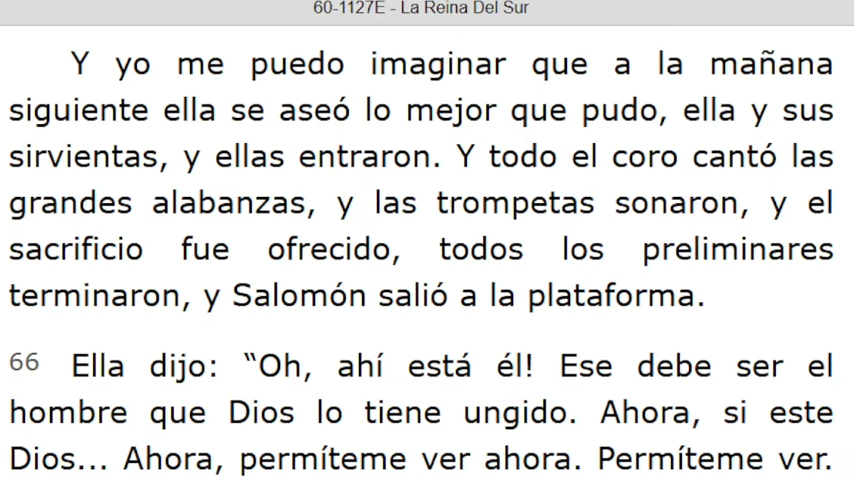 60-1127E - La Reina Del Sur
Y yo me puedo imaginar que a la mañana
siguiente ella se aseó lo mejor que pudo, ella y sus
sirvientas, y ellas entraron. Y todo el coro cantó las
grandes alabanzas, y las trompetas sonaron, y el
sacrificio fue ofrecido, todos los preliminares
terminaron, y Salomón salió a la plataforma.
66 Ella dijo: “Oh, ahí está él! Ese debe ser el
hombre que Dios lo tiene ungido. Ahora, si este
Dios... Ahora, permíteme ver ahora. Permíteme ver.